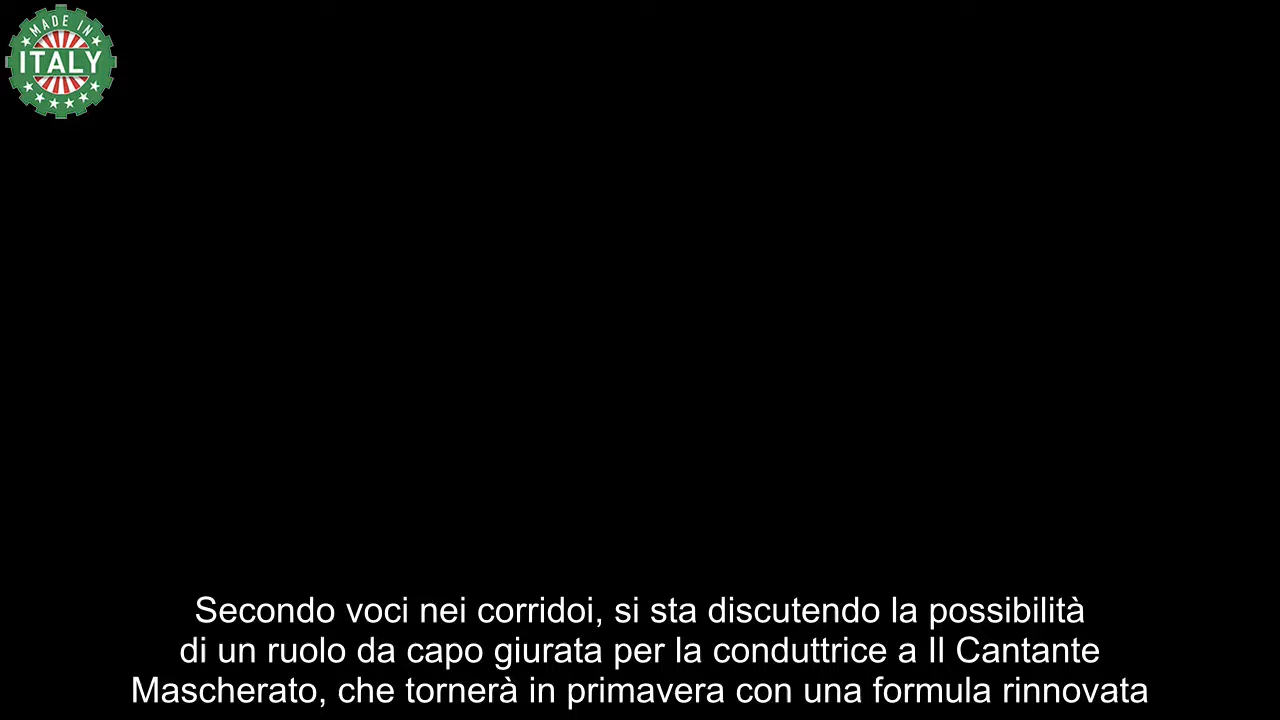 MADE IN
ITALY
Secondo voci nei corridoi, si sta discutendo la possibilità
di un ruolo da capo giurata per la conduttrice a Il Cantante
Mascherato, che tornerà in primavera con una formula rinnovata